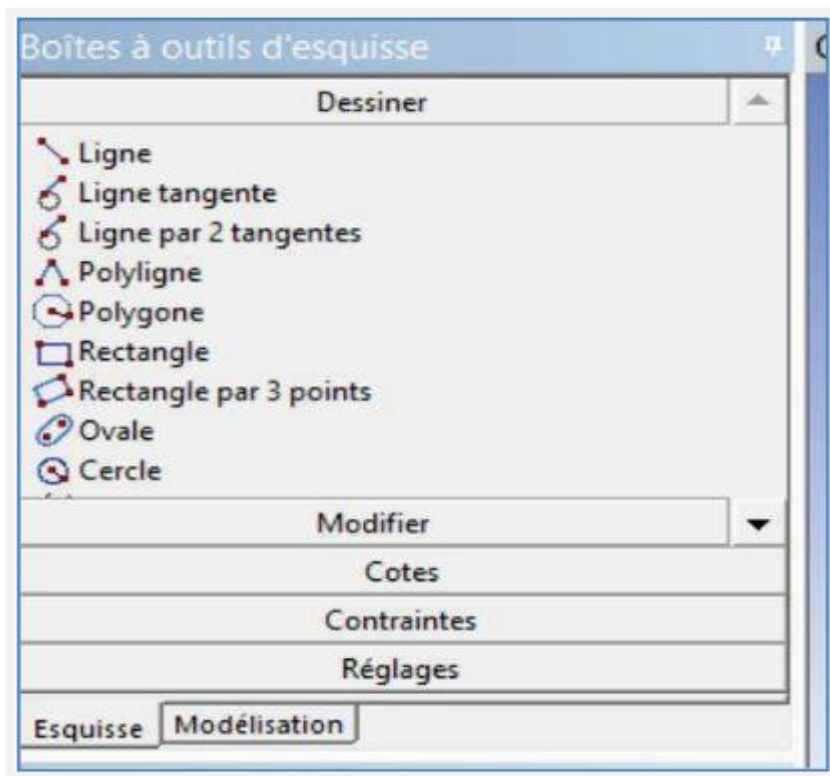 Boîtes à outils d'esquisse
Dessiner
Ligne
Ligne tangente
Ligne par 2 tangentes
Polyligne
Polygone
Rectangle
Rectangle par 3 points
Ovale
Cercle
Modifier
Cotes
Contraintes
Réglages
Esquisse Modélisation